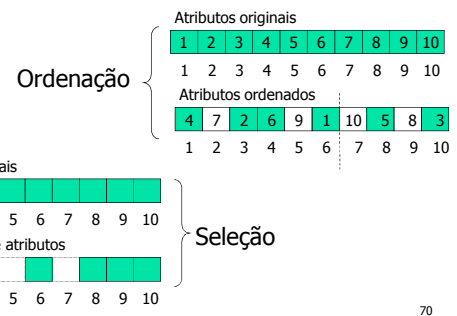 Atributos originais
1 2 3 4 5 6 7 8 9 10
1 2 3 4 5 6 7 8 9 10
Ordenação
Atributos ordenados
4 7 2 6 9 1 10 5 8 3
1 2 3 4 5 6 7 8 9 10
ais
5 6 7 8 9 10
Seleção
atributos
5 6 7 8 9 10
70